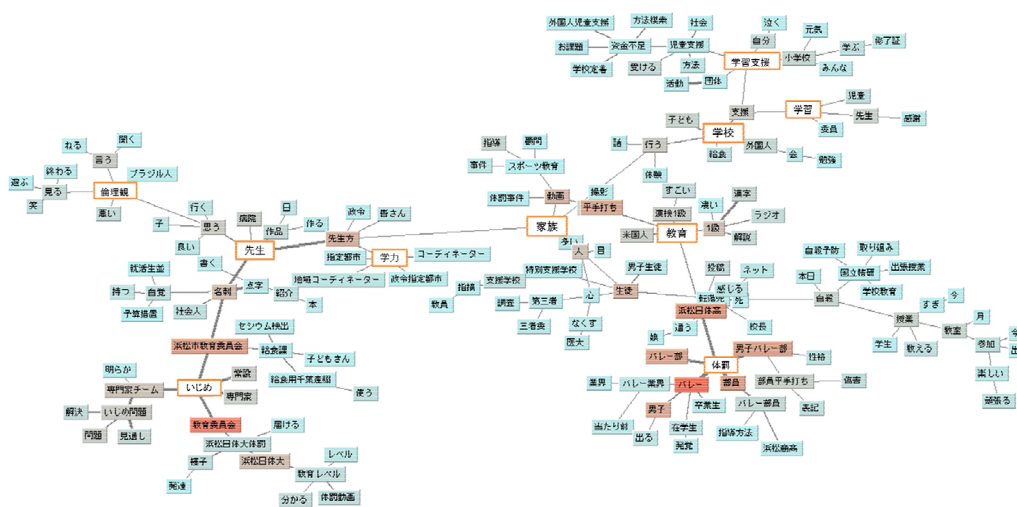 外国人児童支援
方法模索
社会
泣く
元気
お課題
資金不足
児童支援
自分
学ぶ
修了証
学校定着
受ける
方法
学習支援
小学校
みんな
活動
団体
児童
支援
学習
先生
感謝
子ども
委員
学校
給食
外国人
会
勉強
指導
顧問
話
行う
事件
スポーツ教育
体験
ねる
聞く
言う
終わる
ブラジル人
遊ぶ
見る
倫理観
笑
悪い
体罰事件
動画
撮影
平手打ち
すごい
漢検1級
凄い
漢字
ラジオ
1級
解説
米国人
教育
家族
行く
日
子
思う
病院
作品
作る
政令
皆さん
良い
先生
先生方
多い
人
目
指定都市
学力
コーディネーター
地域コーディネーター
政令指定都市
書く
就活生並
持つ
自覚
名刺
点字
紹介
本
予算措置
社会人
特別支援学校
男子生徒
支援学校
指摘
教員
調査
第三者
三者委
心
生徒
なくす
医大
投稿
ネット
感じる
死
浜松日体高
校長
自殺予防
取り組み
本日
国立精研
出張授業
自殺
学校教育
すぎ
今
授業
学生
教える
教室
月
参加
楽しい
頑張る
セシウム検出
浜松市教育委員会
給食課
子どもさん
給食用千葉産糧
使う
明らか
専門家チーム
いじめ
常設
専門家
解決
いじめ問題
問題
見通し
教育委員会
届ける
浜松日体大体罰
種子
浜松日体大
発達
レベル
教育レベル
分かる
体罰動画
娘
違う
バレー部
体罰
男子バレー部
性格
業界
バレー業界
バレー
部員
部員平手打ち
傷害
男子
卒業生
バレー部員
表記
当たり前
出る
在学生
発覚
指導方法
浜松商高